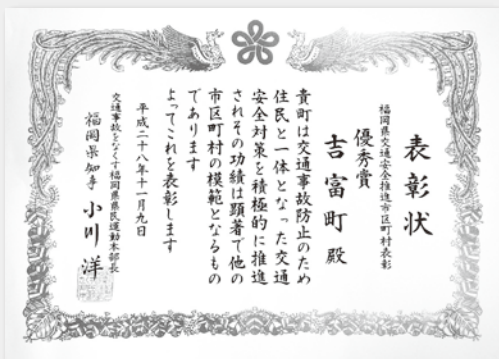 表彰状
福岡県交通安全推進市区町村表彰
優秀賞
吉富町殿
貴町は交通事故防止のため
住民と一体となった交通
安全対策を積極的に推進
されその功績は顕著で他の
市区町村の模範となるもの
であります
よってこれを表彰します
平成二十八年十一月九日
交通事故をなくす福岡県県民運動本部長
福岡県知事 小川洋